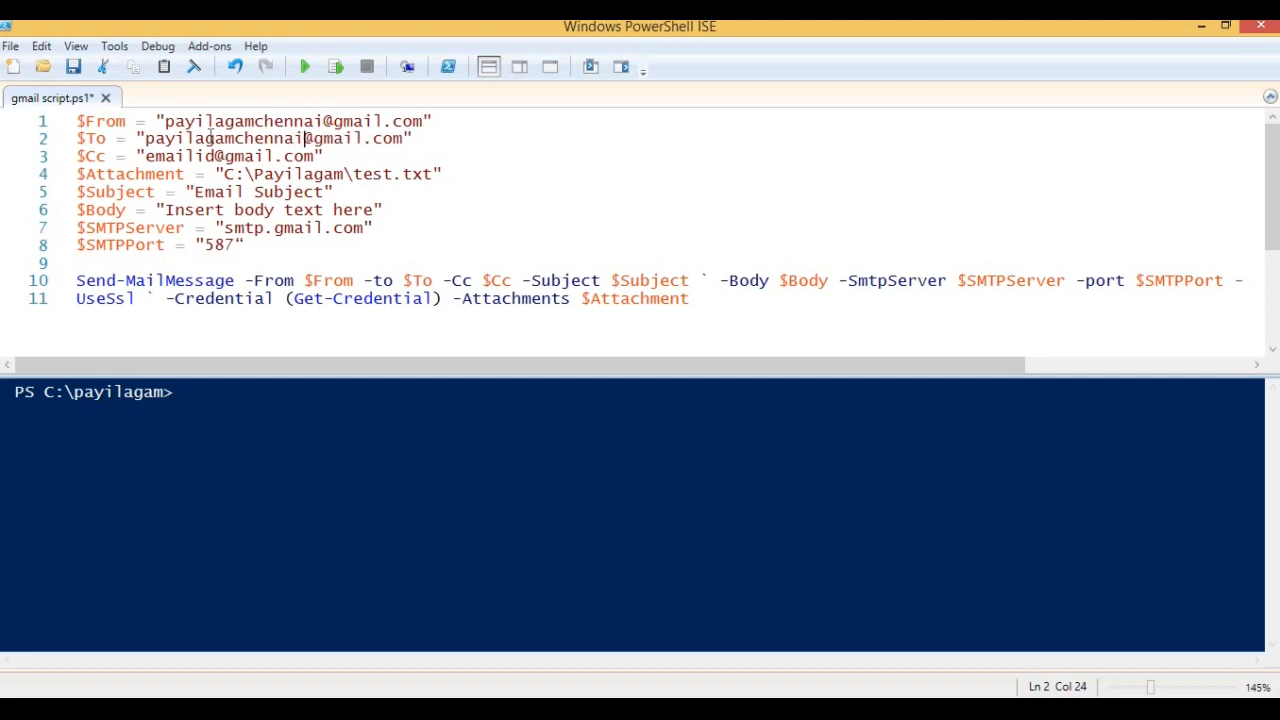 Windows PowerShell ISE
File Edit View Tools Debug Add-ons Help
gmail script.ps1*
1 $From = "payilagamchennai@gmail.com"
2 $To = "payilagamchennai@gmail.com"
3 $Cc = "emailid@gmail.com"
4 $Attachment = "C:\Payilagam\test.txt"
5 $Subject = "Email Subject"
6 $Body = "Insert body text here"
7 $SMTPServer = "smtp.gmail.com"
8 $SMTPPort = "587“
9
10 Send-MailMessage -From $From -to $To -Cc $Cc -Subject $Subject ` -Body $Body -SmtpServer $SMTPServer -port $SMTPPort -
11 UseSsl ` -Credential (Get-Credential) -Attachments $Attachment
PS C:\payilagam>
Ln 2 Col 24 145%